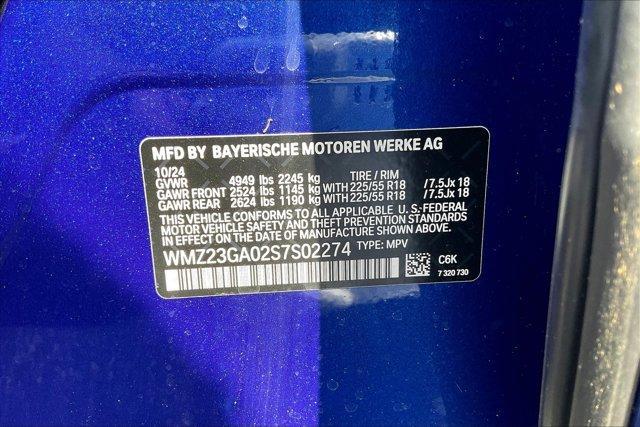 MFD BY BAYERISCHE MOTOREN WERKE AG
10/24
GVWR 4949 lbs 2245 kg TIRE / RIM
GAWR FRONT 2524 lbs 1145 kg WITH 225/55 R18 / 7.5Jx 18
GAWR REAR 2624 lbs 1190 kg WITH 225/55 R18 / 7.5Jx 18
THIS VEHICLE CONFORMS TO ALL APPLICABLE U.S. FEDERAL
MOTOR VEHICLE SAFETY AND THEFT PREVENTION STANDARDS
IN EFFECT ON THE DATE OF MANUFACTURE SHOWN ABOVE.
WMZ23GA02S7S02274 TYPE: MPV
C6K
7 320 730